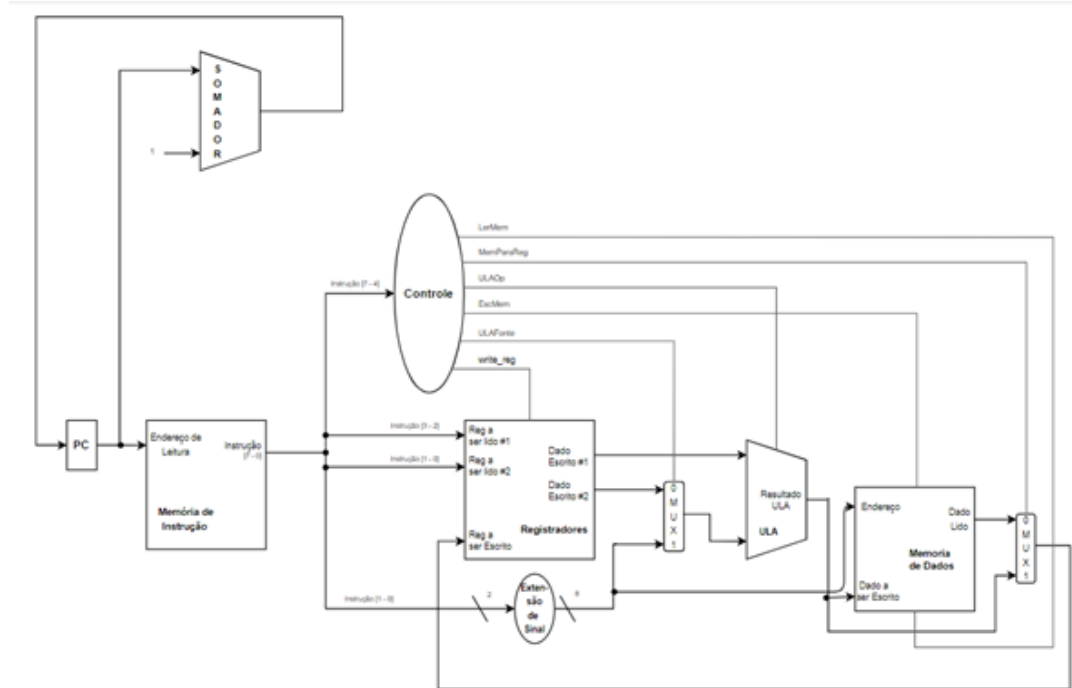 SOMADOR
1
LerMem
MemParaReg
ULAOp
EscMem
ULAFonte
write_reg
Controle
Instrução [7 - 4]
PC
Endereço de
Leitura
Instrução
[7 - 0]
Memória de
Instrução
Instrução [3 - 2]
Instrução [1 - 0]
Reg a
ser lido #1
Reg a
ser lido #2
Reg a
ser Escrito
Dado
Escrito #1
Dado
Escrito #2
Registradores
0
MUX
1
Resultado
ULA
ULA
Endereço
Dado
Lido
Memoria
de Dados
Dado a
ser Escrito
0
MUX
1
Instrução [1 - 0]
2
Exten-
são
de
Sinal
8